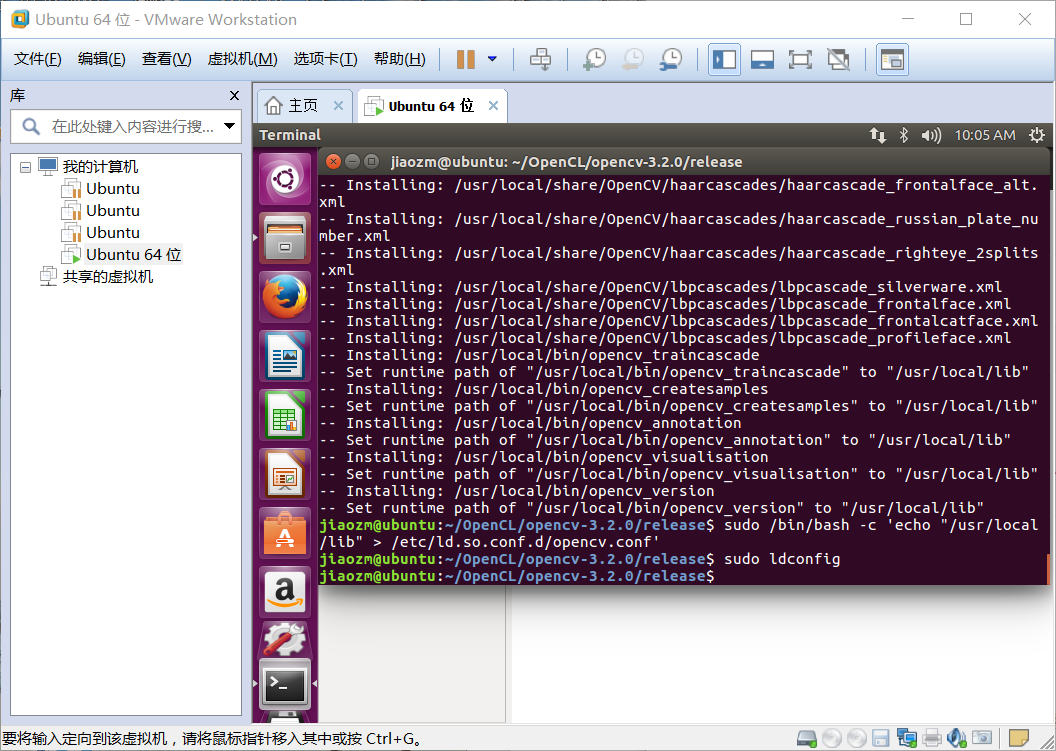 Ubuntu 64 位 - VMware Workstation
文件(F) 编辑(E) 查看(V) 虚拟机(M) 选项卡(T) 帮助(H)
库
在此处键入内容进行搜...
我的计算机
Ubuntu
Ubuntu
Ubuntu
Ubuntu 64 位
共享的虚拟机
主页
Ubuntu 64 位
Terminal
10:05 AM
jiaozm@ubuntu: ~/OpenCL/opencv-3.2.0/release
-- Installing: /usr/local/share/OpenCV/haarcascades/haarcascade_frontalface_alt.
xml
-- Installing: /usr/local/share/OpenCV/haarcascades/haarcascade_russian_plate_nu
mber.xml
-- Installing: /usr/local/share/OpenCV/haarcascades/haarcascade_righteye_2splits
.xml
-- Installing: /usr/local/share/OpenCV/lbpcascades/lbpcascade_silverware.xml
-- Installing: /usr/local/share/OpenCV/lbpcascades/lbpcascade_frontalface.xml
-- Installing: /usr/local/share/OpenCV/lbpcascades/lbpcascade_frontalcatface.xml
-- Installing: /usr/local/share/OpenCV/lbpcascades/lbpcascade_profileface.xml
-- Installing: /usr/local/bin/opencv_traincascade
-- Set runtime path of "/usr/local/bin/opencv_traincascade" to "/usr/local/lib"
-- Installing: /usr/local/bin/opencv_createsamples
-- Set runtime path of "/usr/local/bin/opencv_createsamples" to "/usr/local/lib"
-- Installing: /usr/local/bin/opencv_annotation
-- Set runtime path of "/usr/local/bin/opencv_annotation" to "/usr/local/lib"
-- Installing: /usr/local/bin/opencv_visualisation
-- Set runtime path of "/usr/local/bin/opencv_visualisation" to "/usr/local/lib"
-- Installing: /usr/local/bin/opencv_version
-- Set runtime path of "/usr/local/bin/opencv_version" to "/usr/local/lib"
jiaozm@ubuntu:~/OpenCL/opencv-3.2.0/release$ sudo /bin/bash -c 'echo "/usr/local
/lib" > /etc/ld.so.conf.d/opencv.conf'
jiaozm@ubuntu:~/OpenCL/opencv-3.2.0/release$ sudo ldconfig
jiaozm@ubuntu:~/OpenCL/opencv-3.2.0/release$
要将输入定向到该虚拟机，请将鼠标指针移入其中或按 Ctrl+G。